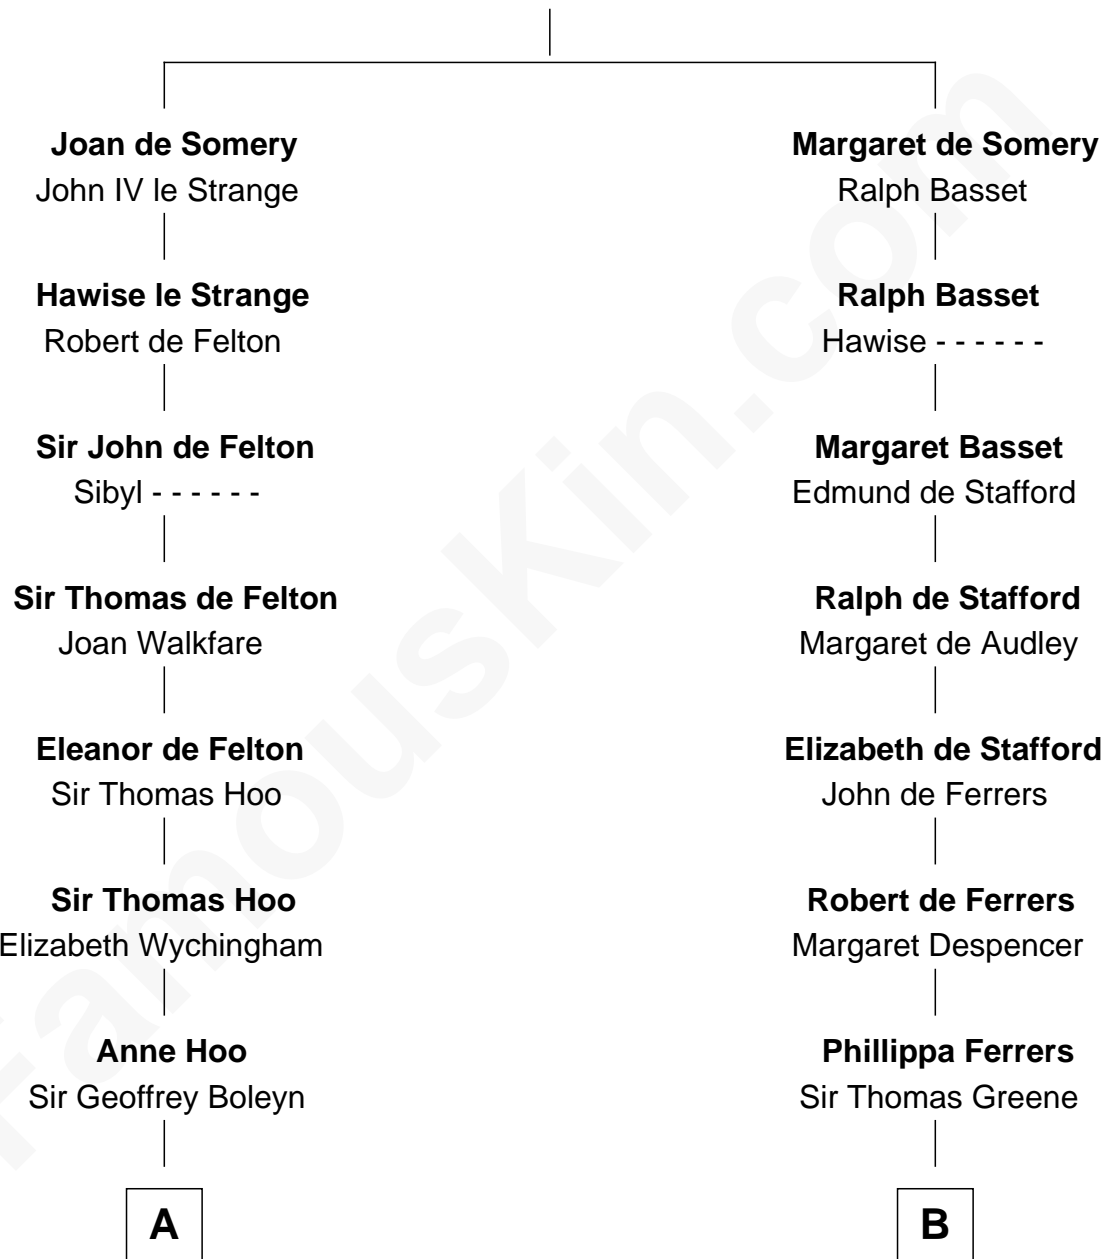 Joan de Somery
John IV le Strange
Hawise le Strange
Robert de Felton
Sir John de Felton
Sibyl - - - - - -
Sir Thomas de Felton
Joan Walkfare
Eleanor de Felton
Sir Thomas Hoo
Sir Thomas Hoo
Elizabeth Wychingham
Anne Hoo
Sir Geoffrey Boleyn
A
Margaret de Somery
Ralph Basset
Ralph Basset
Hawise - - - - - -
Margaret Basset
Edmund de Stafford
Ralph de Stafford
Margaret de Audley
Elizabeth de Stafford
John de Ferrers
Robert de Ferrers
Margaret Despencer
Phillippa Ferrers
Sir Thomas Greene
B
FamousKin.com